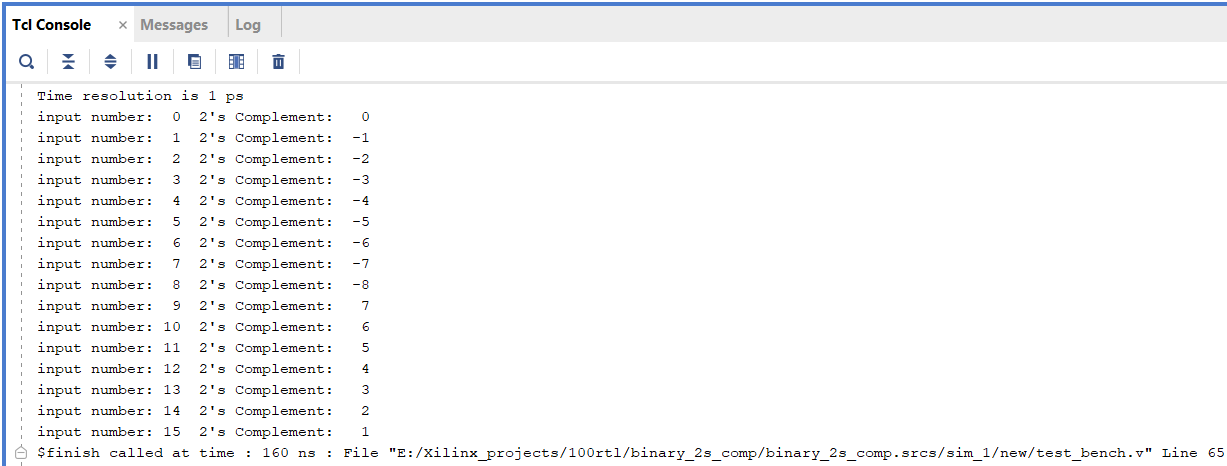 Tcl Console × Messages Log
Time resolution is 1 ps
input number:  0  2's Complement:   0
input number:  1  2's Complement:  -1
input number:  2  2's Complement:  -2
input number:  3  2's Complement:  -3
input number:  4  2's Complement:  -4
input number:  5  2's Complement:  -5
input number:  6  2's Complement:  -6
input number:  7  2's Complement:  -7
input number:  8  2's Complement:  -8
input number:  9  2's Complement:   7
input number: 10  2's Complement:   6
input number: 11  2's Complement:   5
input number: 12  2's Complement:   4
input number: 13  2's Complement:   3
input number: 14  2's Complement:   2
input number: 15  2's Complement:   1
$finish called at time : 160 ns : File "E:/Xilinx_projects/100rtl/binary_2s_comp/binary_2s_comp.srcs/sim_1/new/test_bench.v" Line 65